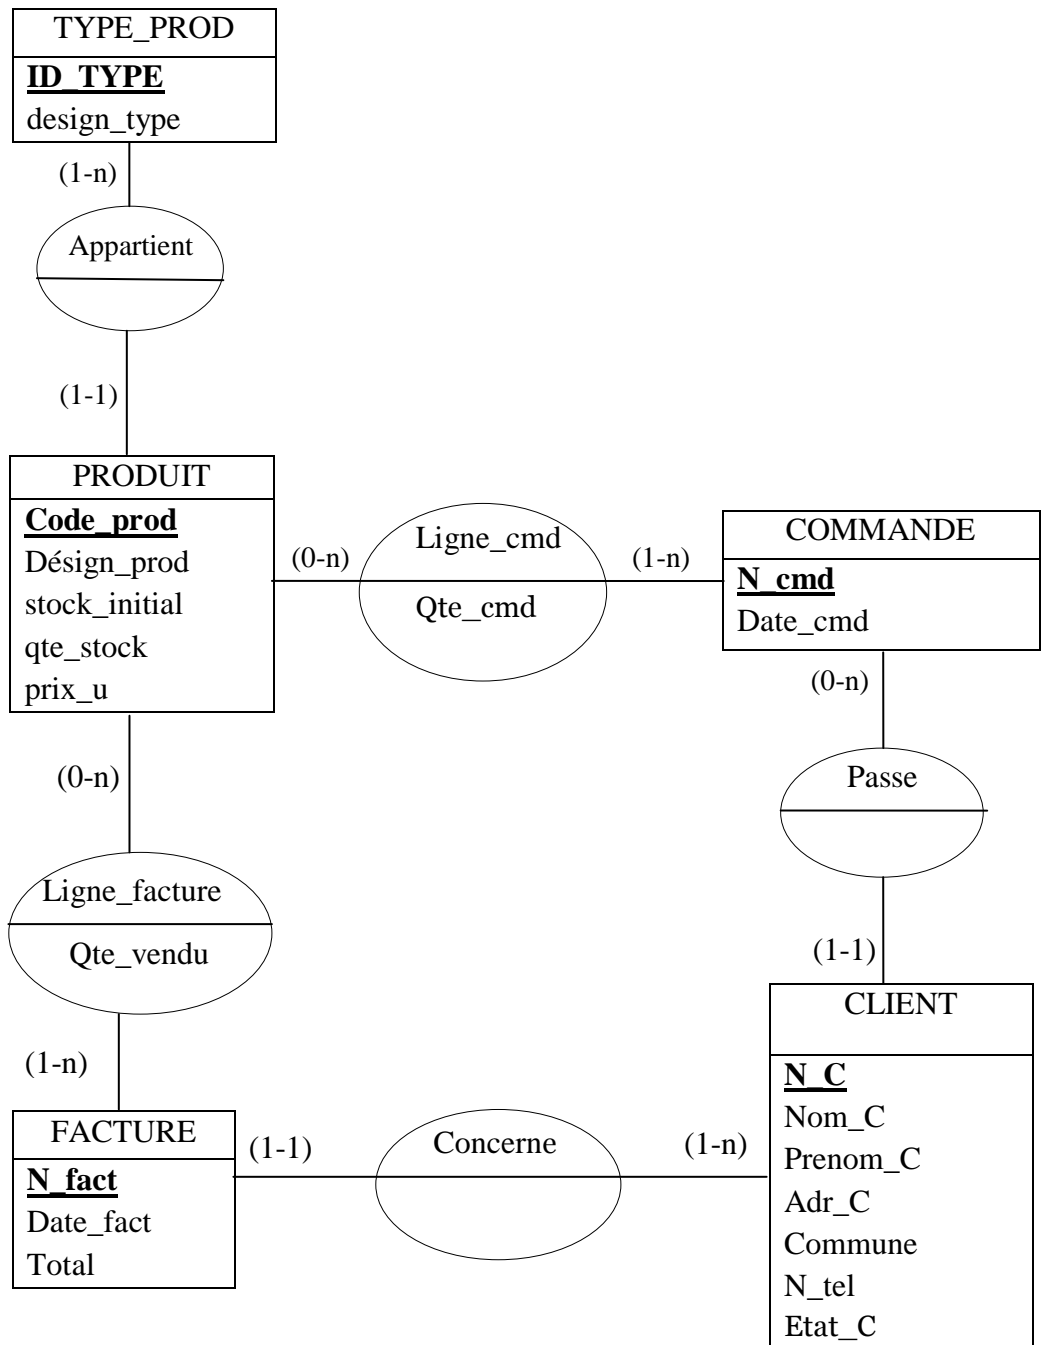 TYPE_PROD
ID_TYPE
design_type
(1-n)
Appartient
(1-1)
PRODUIT
Code_prod
Désign_prod
stock_initial
qte_stock
prix_u
(0-n)
Ligne_cmd
Qte_cmd
(1-n)
COMMANDE
N_cmd
Date_cmd
(0-n)
Passe
(1-1)
(0-n)
Ligne_facture
Qte_vendu
(1-n)
FACTURE
N_fact
Date_fact
Total
(1-1)
Concerne
(1-n)
CLIENT
N_C
Nom_C
Prenom_C
Adr_C
Commune
N_tel
Etat_C